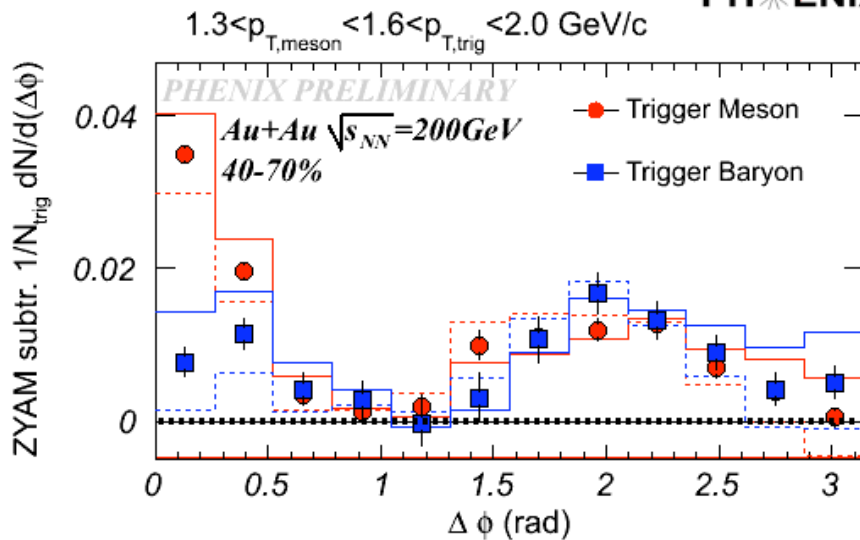 1.3<p_T,meson<1.6<p_T,trig<2.0 GeV/c
PHENIX PRELIMINARY
Au+Au √s_NN=200GeV
40-70%
Trigger Meson
Trigger Baryon
ZYAM subtr. 1/N_trig dN/d(Δϕ)
0.04
0.02
0
0 0.5 1 1.5 2 2.5 3
Δ ϕ (rad)